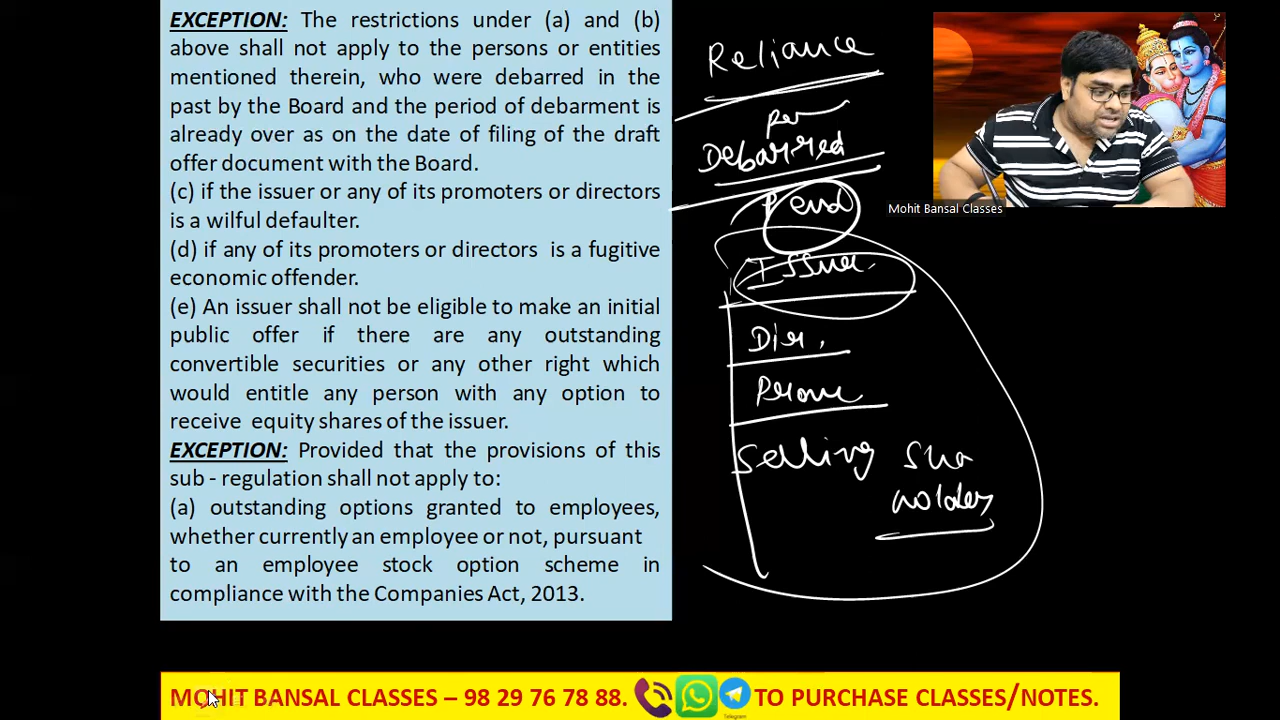 EXCEPTION: The restrictions under (a) and (b)
above shall not apply to the persons or entities
mentioned therein, who were debarred in the
past by the Board and the period of debarment is
already over as on the date of filing of the draft
offer document with the Board.
(c) if the issuer or any of its promoters or directors
is a wilful defaulter.
(d) if any of its promoters or directors is a fugitive
economic offender.
(e) An issuer shall not be eligible to make an initial
public offer if there are any outstanding
convertible securities or any other right which
would entitle any person with any option to
receive equity shares of the issuer.
EXCEPTION: Provided that the provisions of this
sub - regulation shall not apply to:
(a) outstanding options granted to employees,
whether currently an employee or not, pursuant
to an employee stock option scheme in
compliance with the Companies Act, 2013.
Reliance
Debarred
Issuer.
Dir.
Selling
holder
Mohit Bansal Classes
MOHIT BANSAL CLASSES – 98 29 76 78 88.
Telegram
TO PURCHASE CLASSES/NOTES.